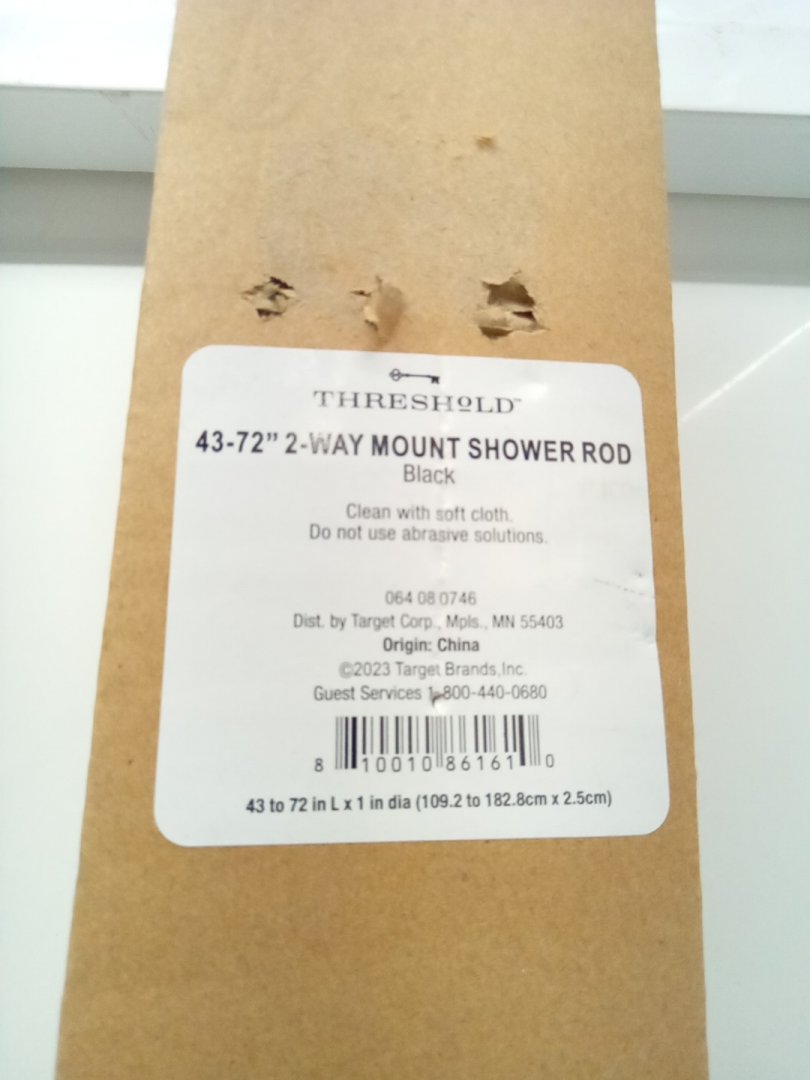 THRESHOLD™
43-72" 2-WAY MOUNT SHOWER ROD
Black
Clean with soft cloth.
Do not use abrasive solutions.
064 08 0746
Dist. by Target Corp., Mpls., MN 55403
Origin: China
©2023 Target Brands,Inc.
Guest Services 1-800-440-0680
8 10010 86161 0
43 to 72 in L x 1 in dia (109.2 to 182.8cm x 2.5cm)